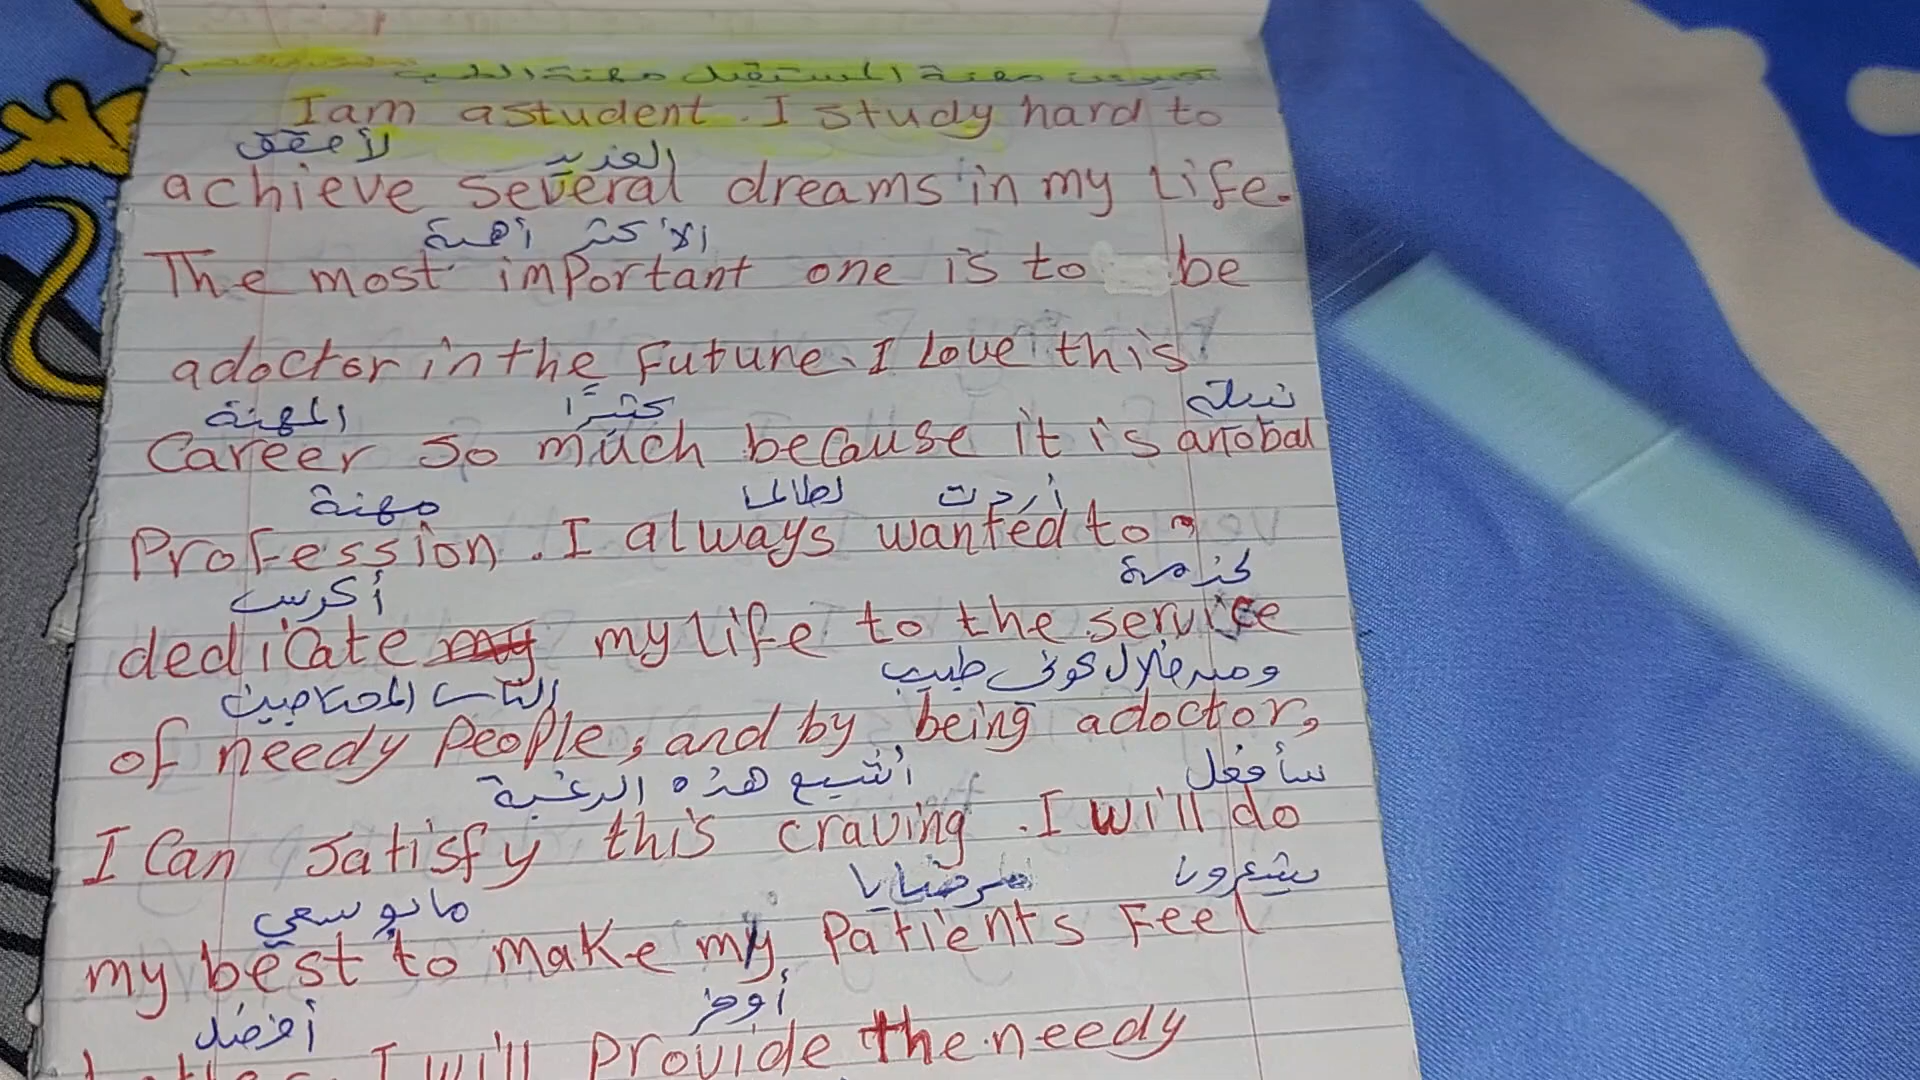 تعبير عن مهنة المستقبل مهنة الطب
I am a student . I study hard to
لأحقق العديد
achieve several dreams in my life.
الأكثر أهمية
The most important one is to be
a doctor in the Future. I Love this
المهنة كثيرًا نبيلة
Career so much because it is a nobal
مهنة لطالما أردت
Profession . I always wanted to
أكرس لخدمة
dedicate my life to the service
الناس المحتاجين ومن خلال كوني طبيب
of needy people, and by being a doctor,
أشبع هذه الرغبة سأفعل
I Can satisfy this craving . I will do
ما بوسعي مرضايا يشعروا
my best to make my Patients Feel
أفضل أوفر
I will provide the needy